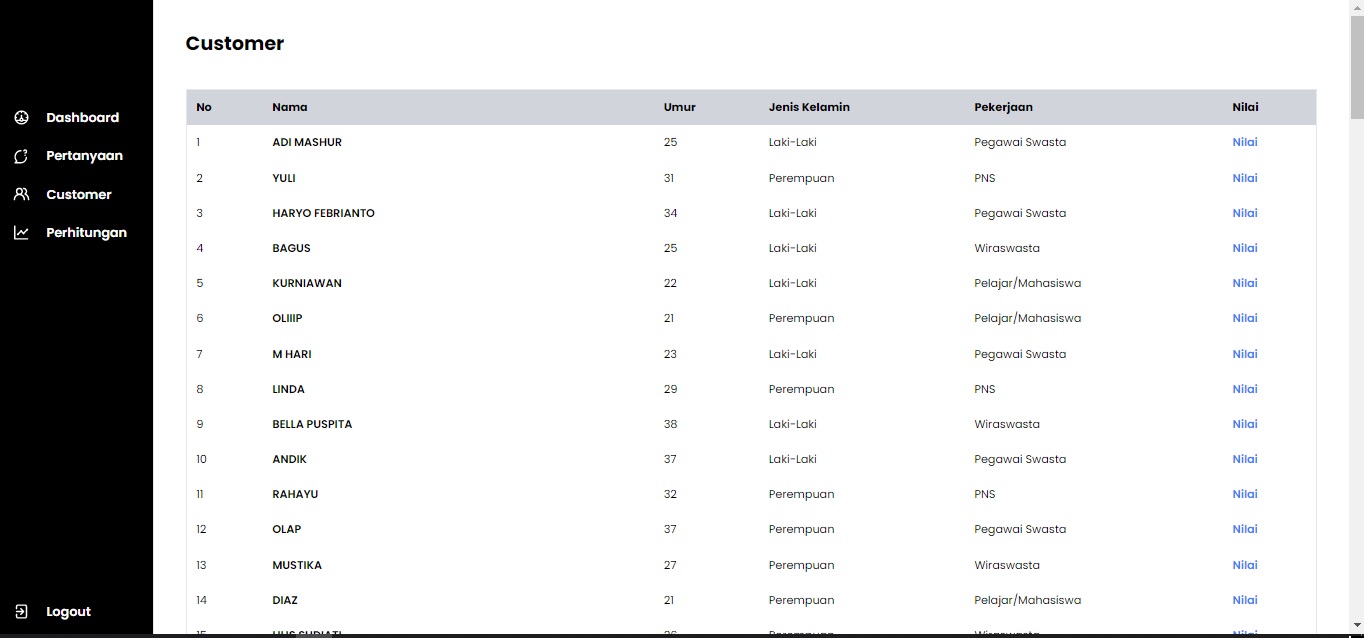 Customer
Dashboard
Pertanyaan
Customer
Perhitungan
Logout
No Nama Umur Jenis Kelamin Pekerjaan Nilai
1 ADI MASHUR 25 Laki-Laki Pegawai Swasta Nilai
2 YULI 31 Perempuan PNS Nilai
3 HARYO FEBRIANTO 34 Laki-Laki Pegawai Swasta Nilai
4 BAGUS 25 Laki-Laki Wiraswasta Nilai
5 KURNIAWAN 22 Laki-Laki Pelajar/Mahasiswa Nilai
6 OLIIIP 21 Perempuan Pelajar/Mahasiswa Nilai
7 M HARI 23 Laki-Laki Pegawai Swasta Nilai
8 LINDA 29 Perempuan PNS Nilai
9 BELLA PUSPITA 38 Laki-Laki Wiraswasta Nilai
10 ANDIK 37 Laki-Laki Pegawai Swasta Nilai
11 RAHAYU 32 Perempuan PNS Nilai
12 OLAP 37 Perempuan Pegawai Swasta Nilai
13 MUSTIKA 27 Perempuan Wiraswasta Nilai
14 DIAZ 21 Perempuan Pelajar/Mahasiswa Nilai